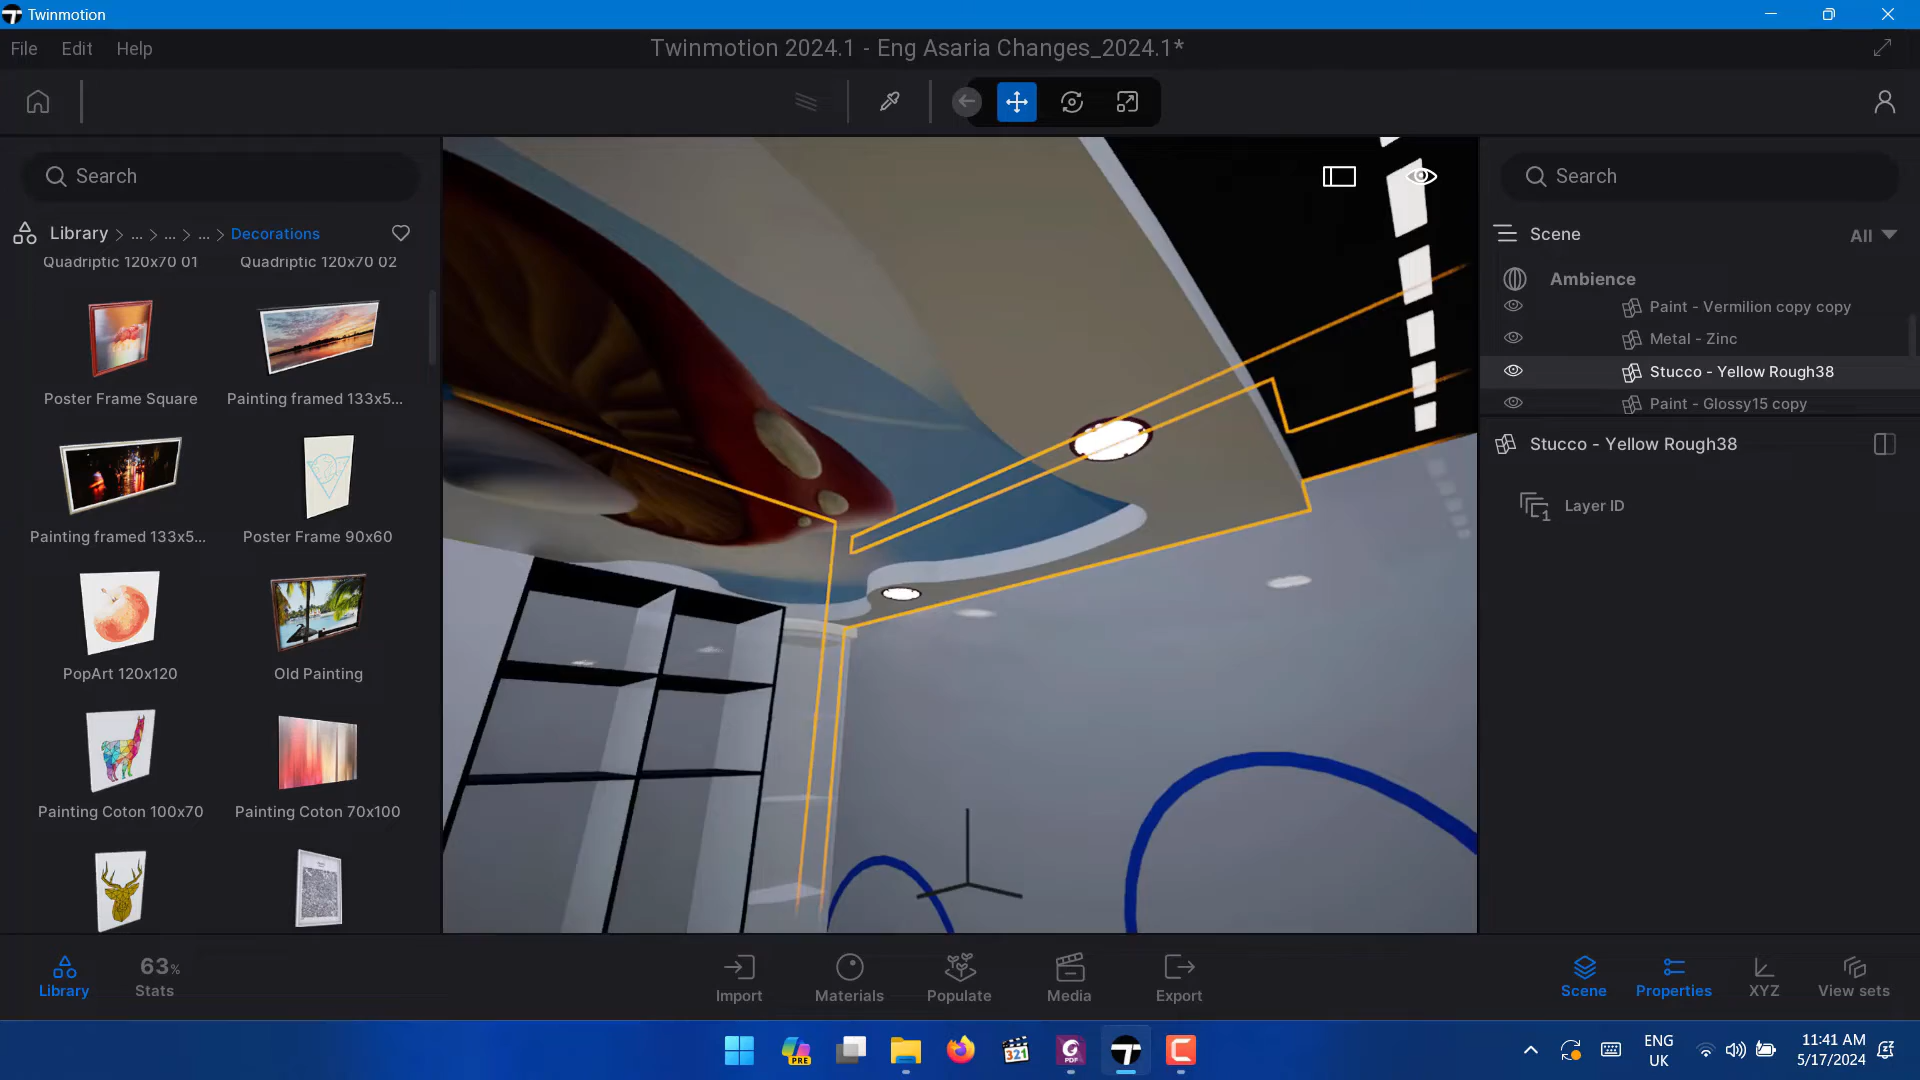 Twinmotion
File Edit Help
Twinmotion 2024.1 - Eng Asaria Changes_2024.1*
Search
Library > ... > ... > ... > Decorations
Quadriptic 120x70 01
Quadriptic 120x70 02
Poster Frame Square
Painting framed 133x5...
Painting framed 133x5...
Poster Frame 90x60
PopArt 120x120
Old Painting
Painting Coton 100x70
Painting Coton 70x100
Search
Scene
All
Ambience
Paint - Vermilion copy copy
Metal - Zinc
Stucco - Yellow Rough38
Paint - Glossy15 copy
Stucco - Yellow Rough38
1
Layer ID
Library
63%
Stats
Import
Materials
Populate
Media
Export
Scene
Properties
XYZ
View sets
PRE
321
PDF
ENG
UK
11:41 AM
5/17/2024